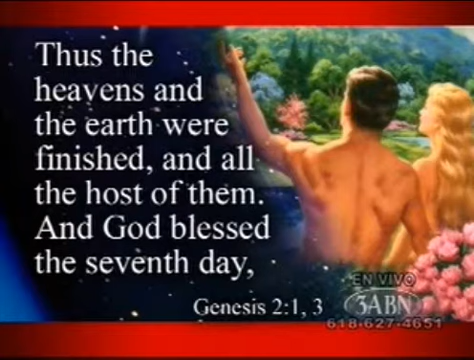 Thus the
heavens and
the earth were
finished, and all
the host of them.
And God blessed
the seventh day,
Genesis 2:1, 3
EN VIVO
3ABN
618-627-4651